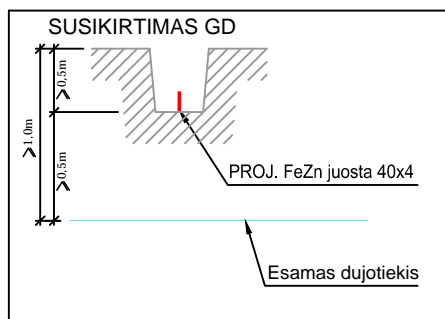 SUSIKIRTIMAS GD
>0,5m
>1,0m
>0,5m
PROJ. FeZn juosta 40x4
Esamas dujotiekis